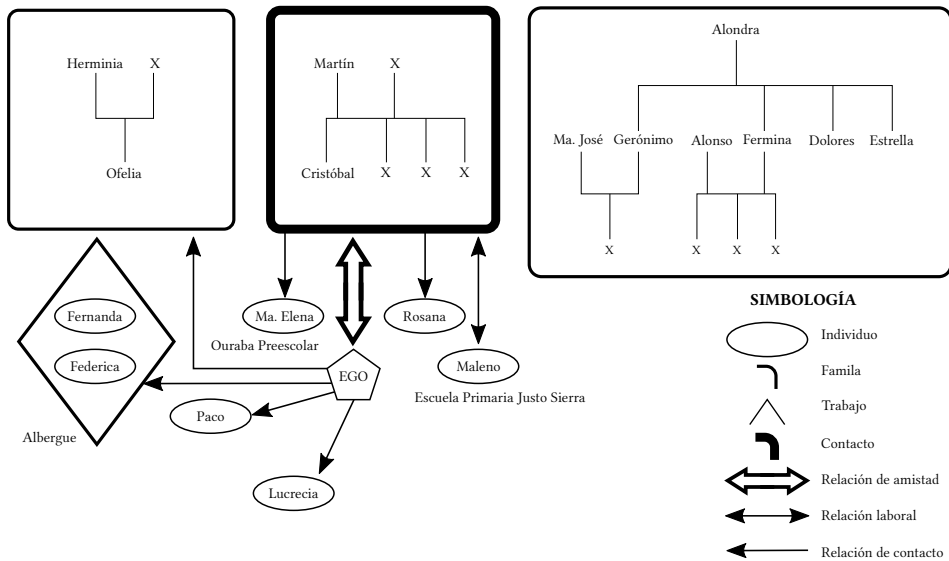 Herminia X
Ofelia
Martín X
Cristóbal X X X
Alondra
Ma. José Gerónimo Alonso Fermina Dolores Estrella
X X X X
Fernanda
Federica
Albergue
Ma. Elena
Ouraba Preescolar
Rosana
Maleno
Escuela Primaria Justo Sierra
EGO
Paco
Lucrecia
SIMBOLOGÍA
Individuo
Famila
Trabajo
Contacto
Relación de amistad
Relación laboral
Relación de contacto